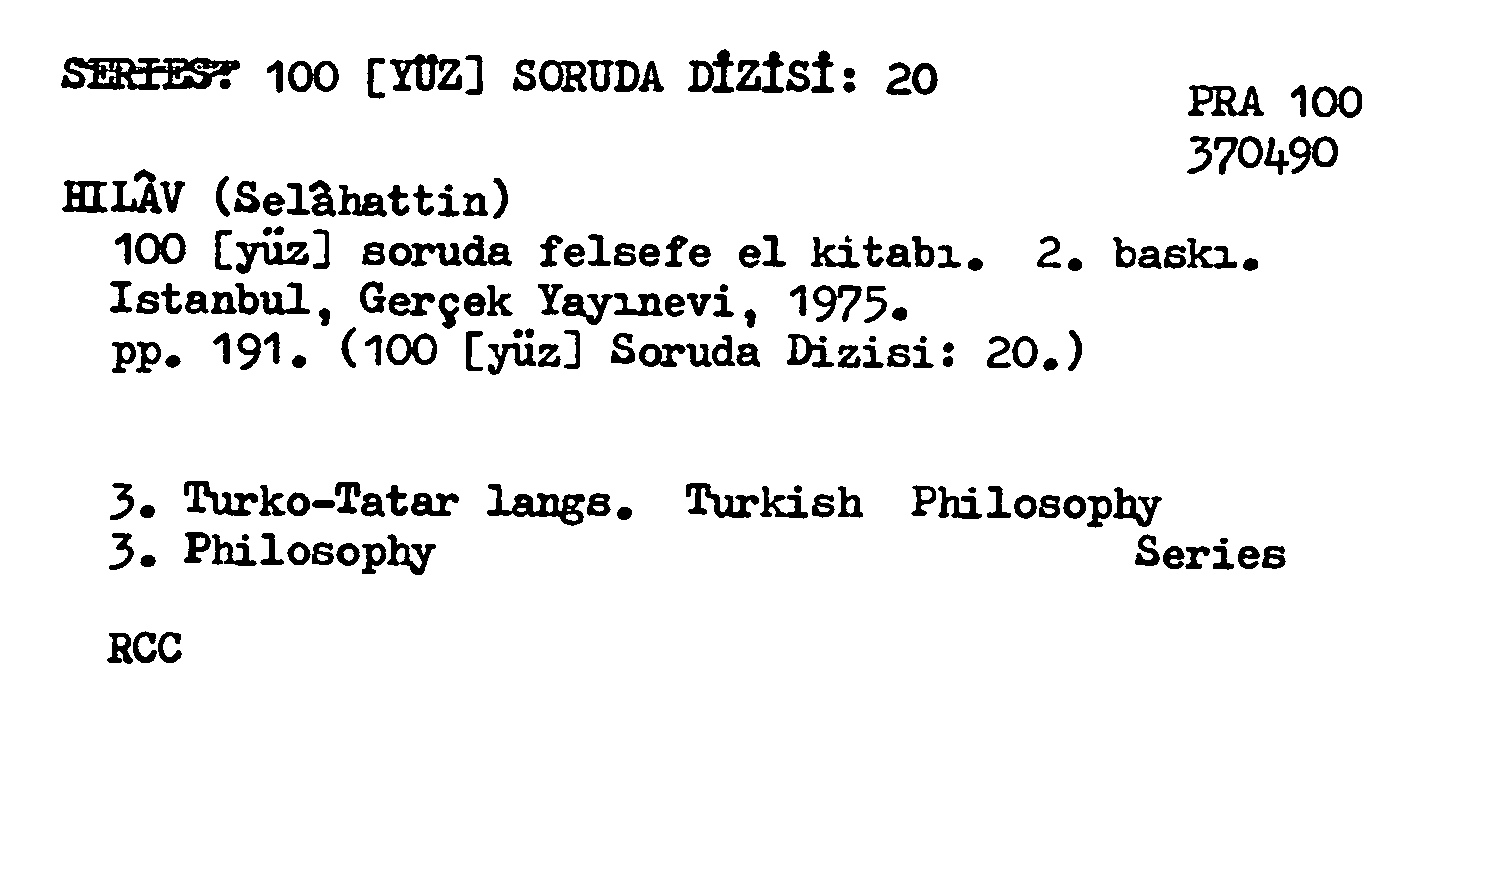 SERIES: 100 [YÜZ] SORUDA DİZİSİ: 20
PRA 100
370490
HILÂV (Selâhattin)
100 [yüz] soruda felsefe el kitabı. 2. baskı.
Istanbul, Gerçek Yayınevi, 1975.
pp. 191. (100 [yüz] Soruda Dizisi: 20.)
3. Turko-Tatar langs. Turkish Philosophy
3. Philosophy Series
RCC